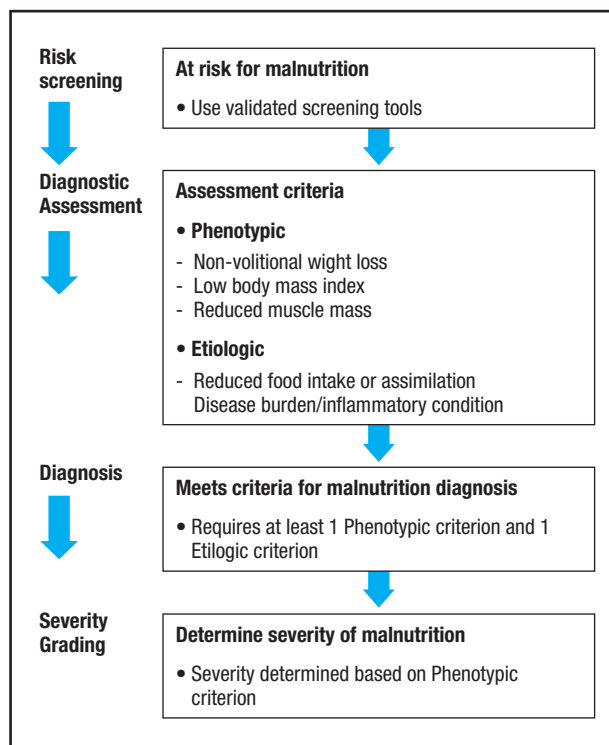 Risk
screening
At risk for malnutrition
• Use validated screening tools
Diagnostic
Assessment
Assessment criteria
• Phenotypic
- Non-volitional wight loss
- Low body mass index
- Reduced muscle mass
• Etiologic
- Reduced food intake or assimilation
Disease burden/inflammatory condition
Diagnosis
Meets criteria for malnutrition diagnosis
• Requires at least 1 Phenotypic criterion and 1
Etilogic criterion
Severity
Grading
Determine severity of malnutrition
• Severity determined based on Phenotypic
criterion